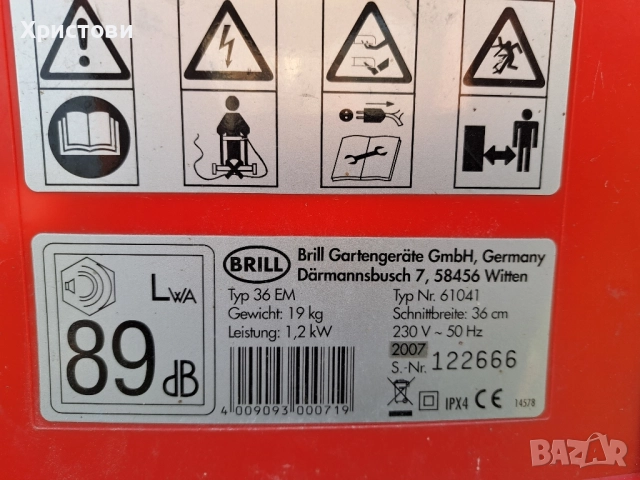 Христови
LWA
89 dB
BRILL
Brill Gartengeräte GmbH, Germany
Därmannsbusch 7, 58456 Witten
Typ 36 EM
Typ Nr. 61041
Gewicht: 19 kg
Schnittbreite: 36 cm
Leistung: 1,2 kW
230 V ~ 50 Hz
2007
S.-Nr. 122666
IPX4 CE 14578
4 009093 000719
BAZAR